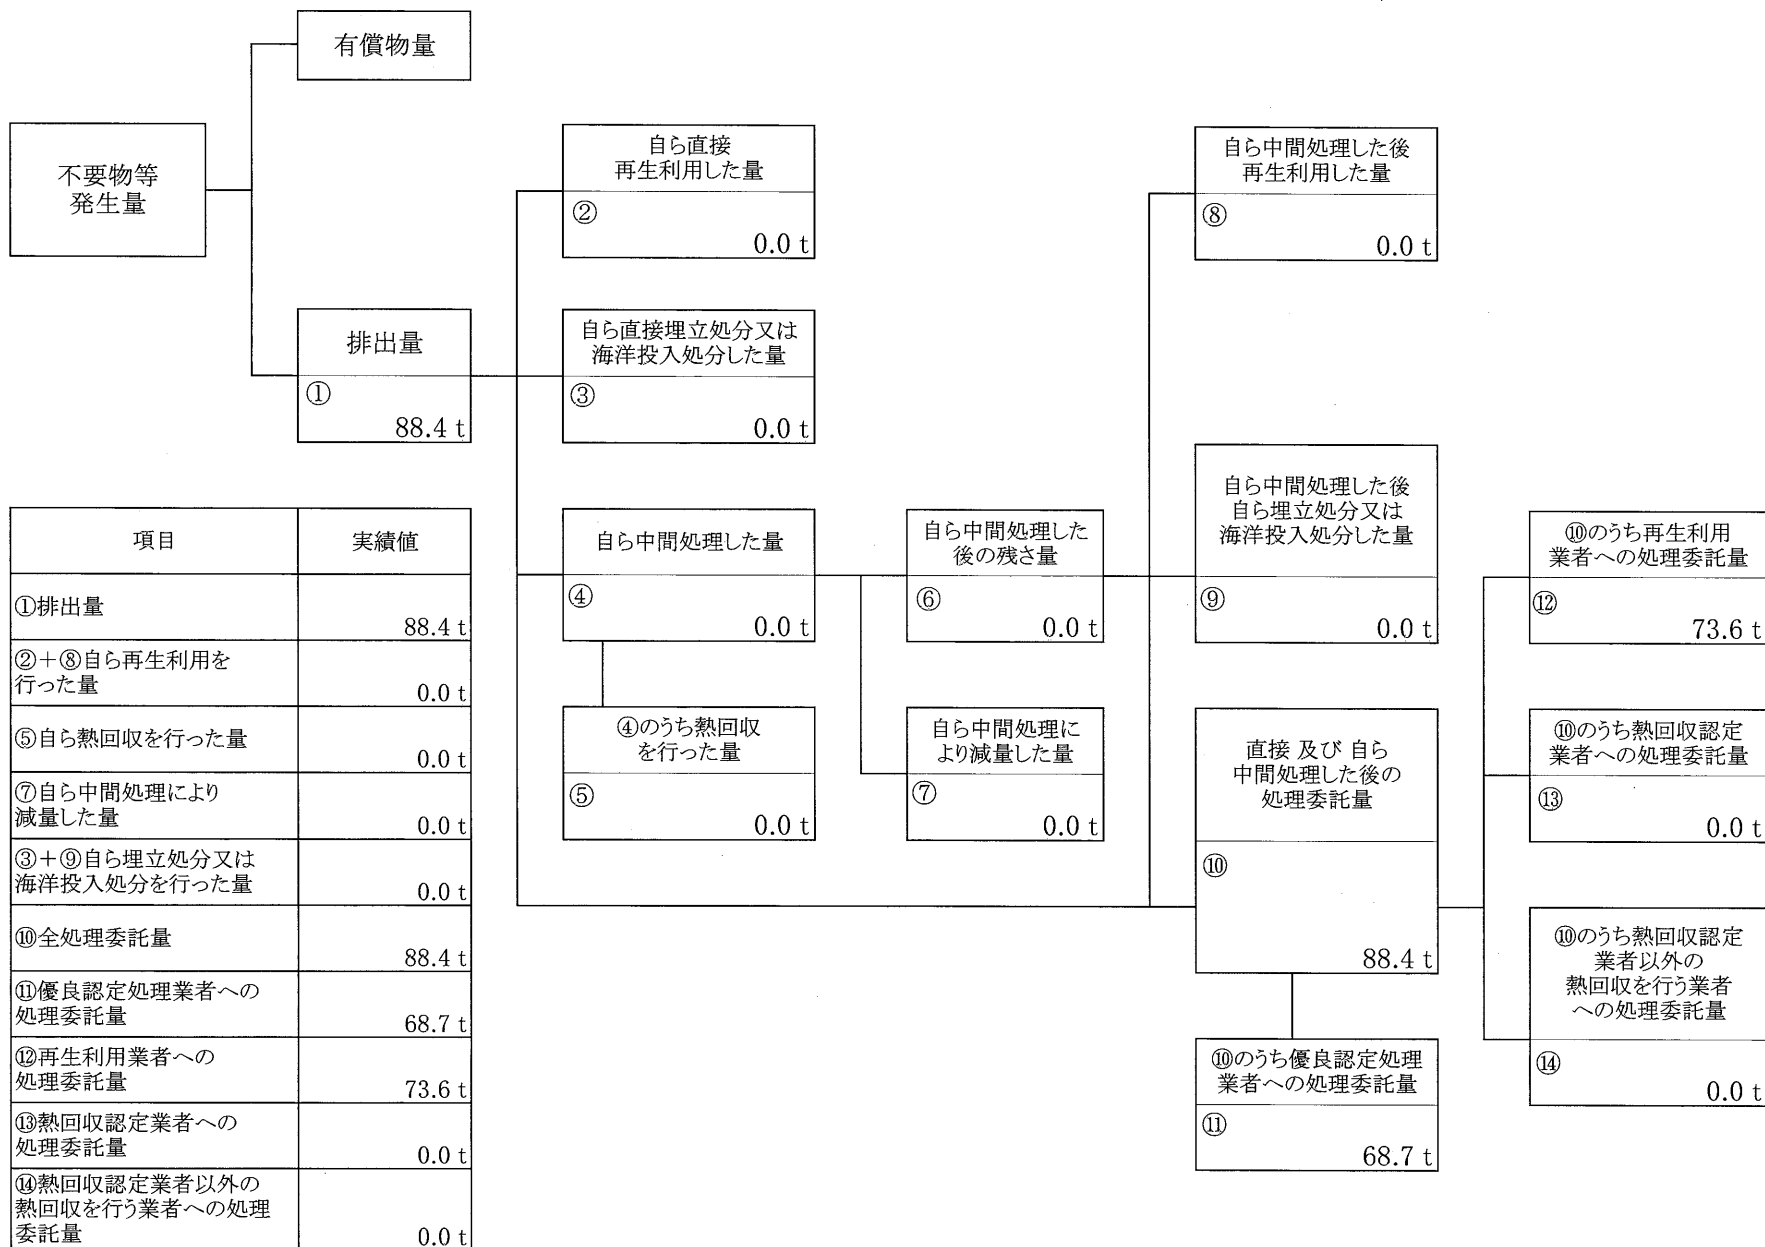 有償物量
不要物等
発生量
排出量
①
88.4 t
自ら直接
再生利用した量
②
0.0 t
自ら直接埋立処分又は
海洋投入処分した量
③
0.0 t
自ら中間処理した量
④
0.0 t
④のうち熱回収
を行った量
⑤
0.0 t
自ら中間処理した
後の残さ量
⑥
0.0 t
自ら中間処理に
より減量した量
⑦
0.0 t
自ら中間処理した後
再生利用した量
⑧
0.0 t
自ら中間処理した後
自ら埋立処分又は
海洋投入処分した量
⑨
0.0 t
直接 及び 自ら
中間処理した後の
処理委託量
⑩
88.4 t
⑩のうち優良認定処理
業者への処理委託量
⑪
68.7 t
⑩のうち再生利用
業者への処理委託量
⑫
73.6 t
⑩のうち熱回収認定
業者への処理委託量
⑬
0.0 t
⑩のうち熱回収認定
業者以外の
熱回収を行う業者
への処理委託量
⑭
0.0 t
項目 実績値
①排出量
88.4 t
②+⑧自ら再生利用を
行った量
0.0 t
⑤自ら熱回収を行った量
0.0 t
⑦自ら中間処理により
減量した量
0.0 t
③+⑨自ら埋立処分又は
海洋投入処分を行った量
0.0 t
⑩全処理委託量
88.4 t
⑪優良認定処理業者への
処理委託量
68.7 t
⑫再生利用業者への
処理委託量
73.6 t
⑬熱回収認定業者への
処理委託量
0.0 t
⑭熱回収認定業者以外の
熱回収を行う業者への処理
委託量
0.0 t